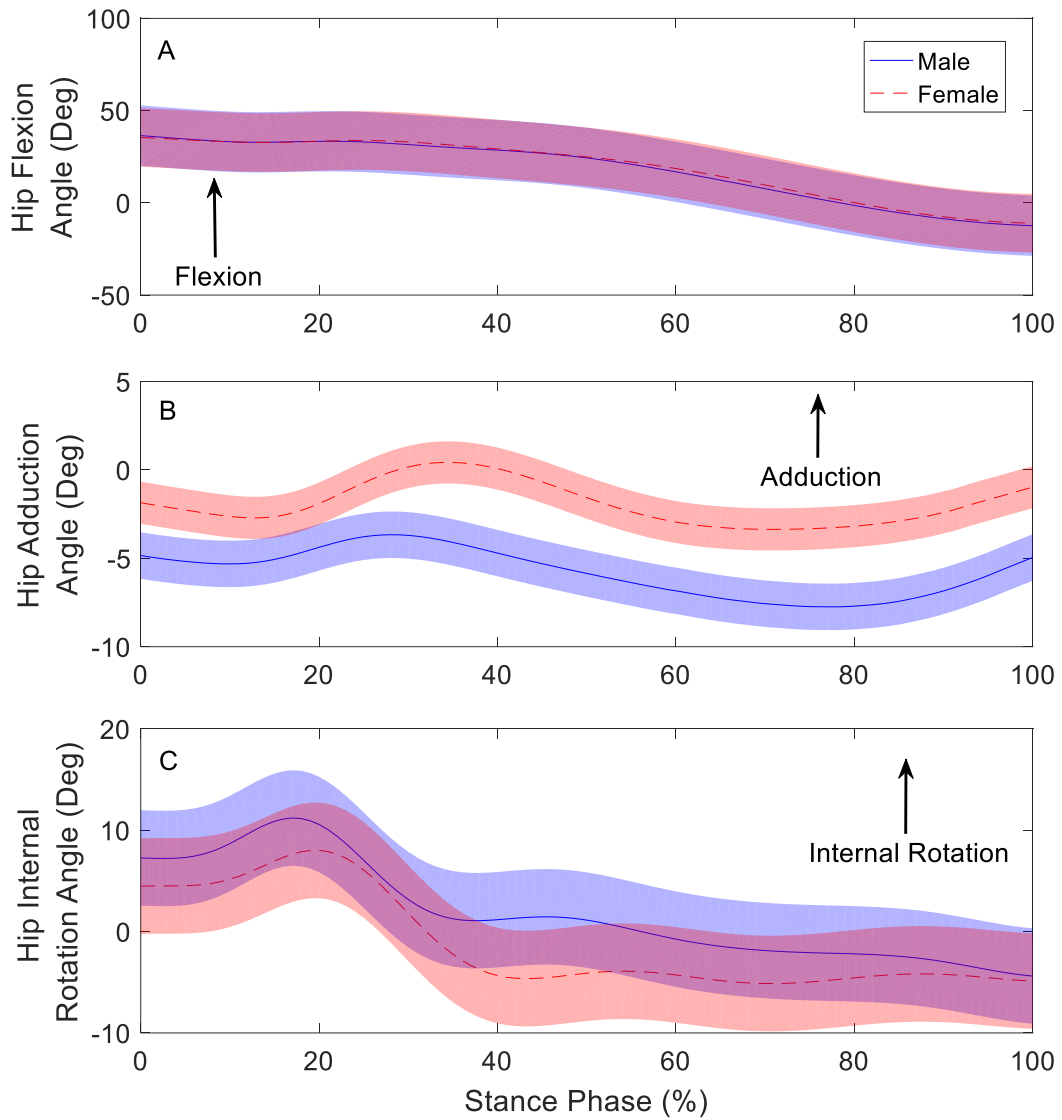 A
Male
Female
100
50
0
-50
Hip Flexion
Angle (Deg)
Flexion
0
20
40
60
80
100
B
5
0
-5
-10
Hip Adduction
Angle (Deg)
Adduction
0
20
40
60
80
100
C
20
10
0
-10
Hip Internal
Rotation Angle (Deg)
Internal Rotation
0
20
40
60
80
100
Stance Phase (%)